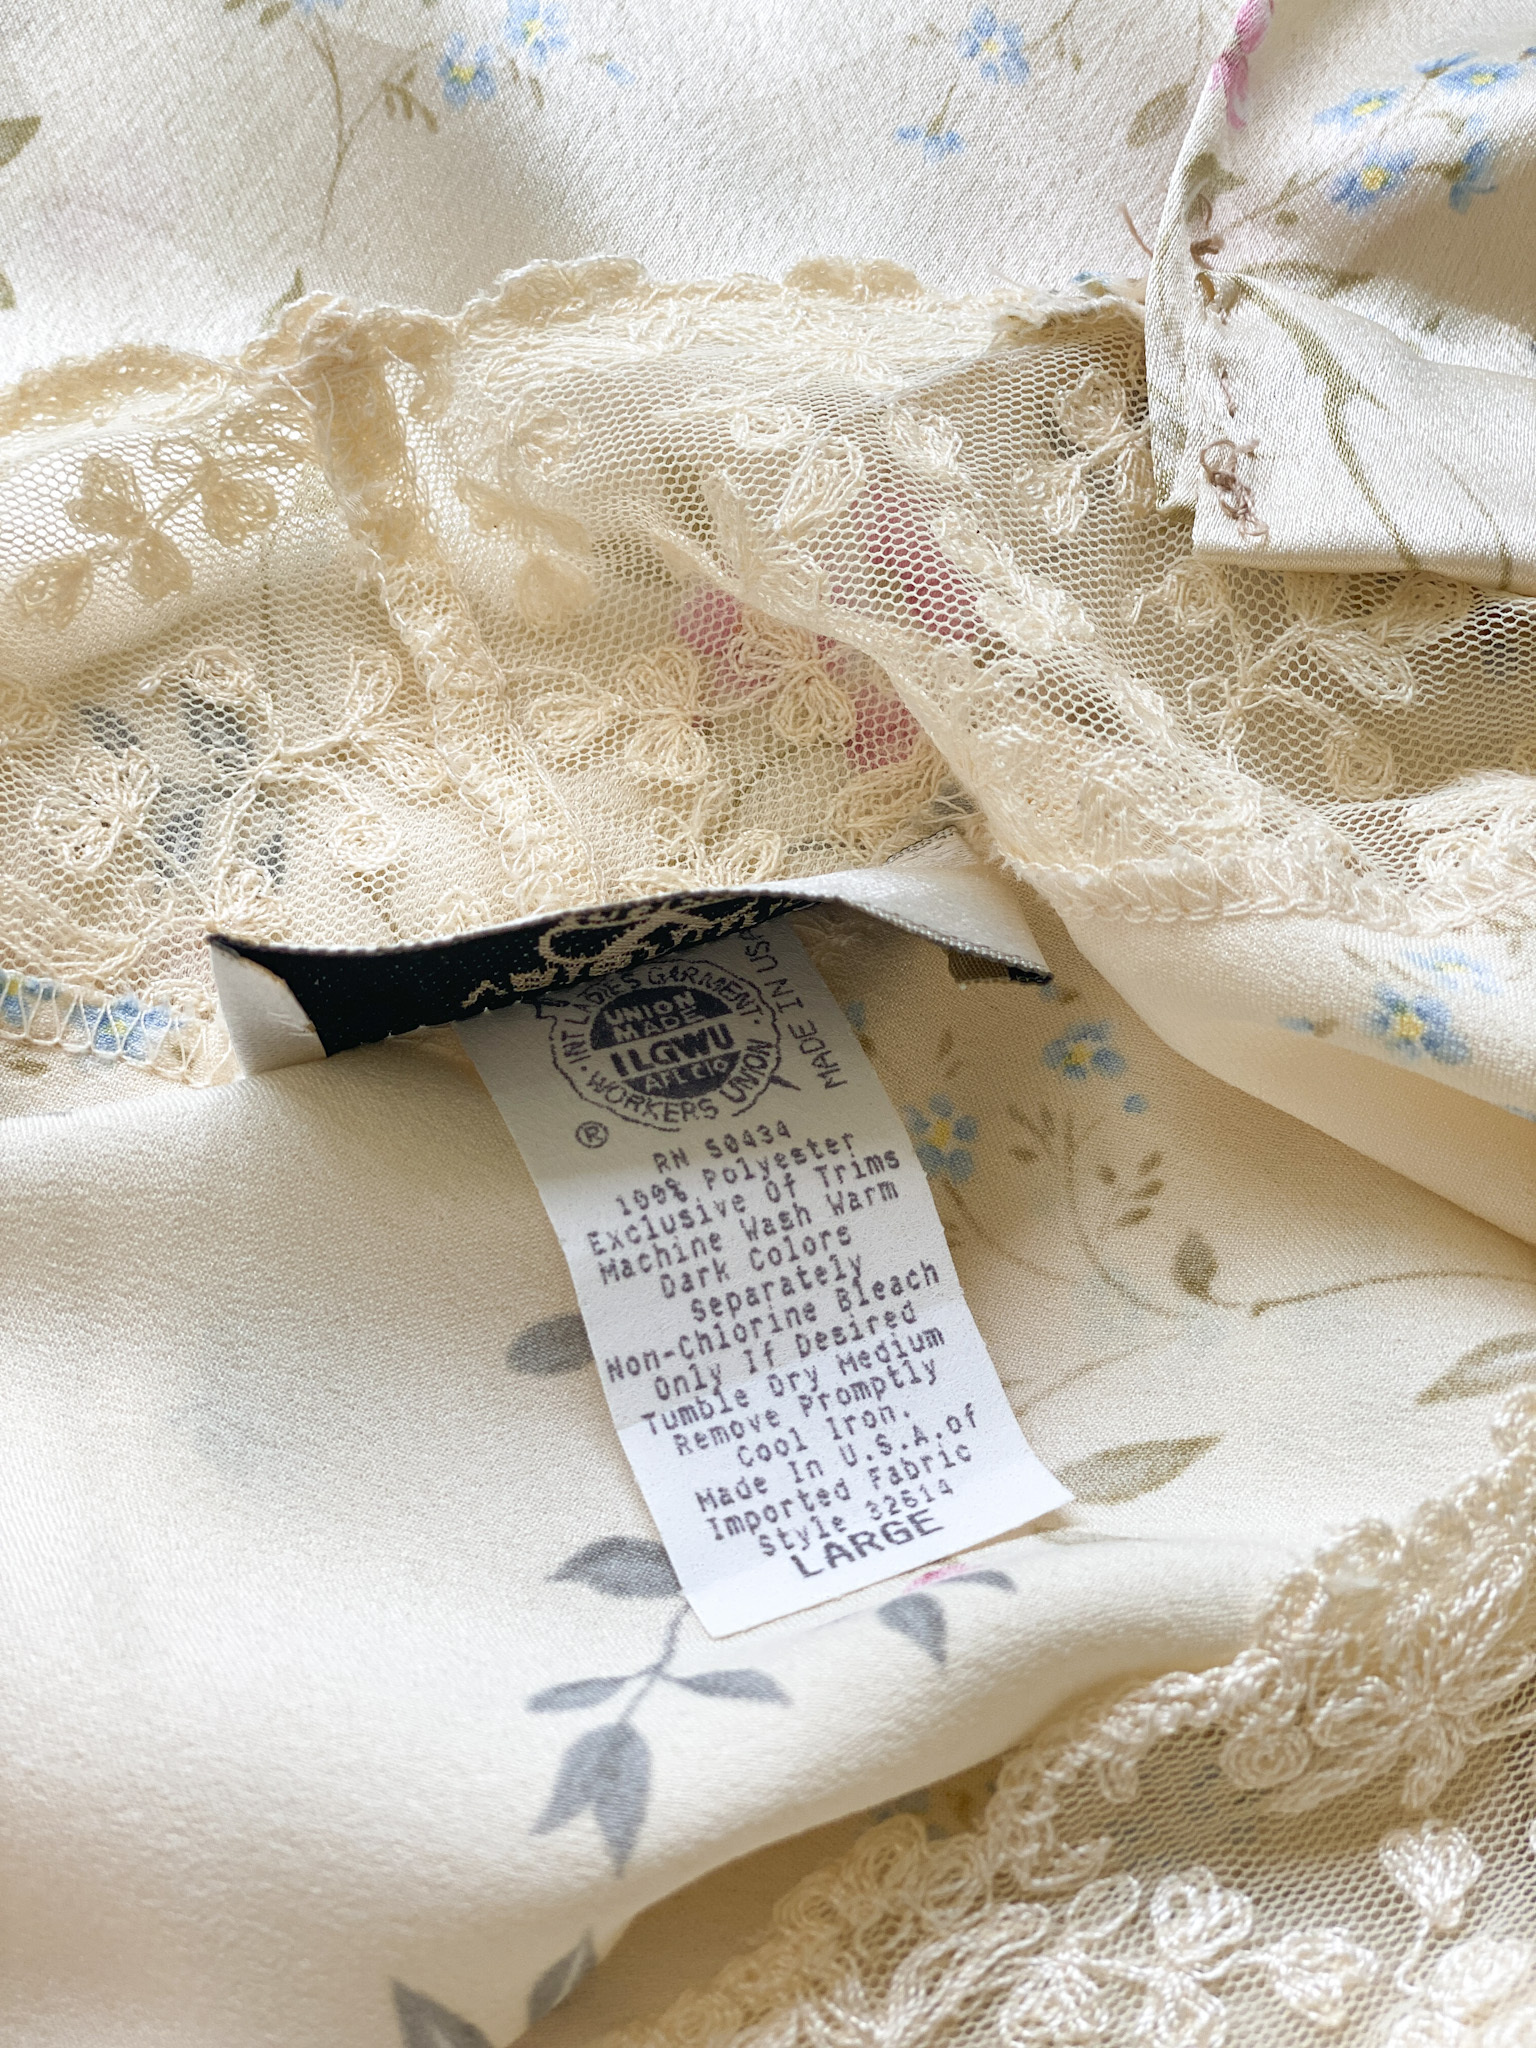 INT'L LADIES GARMENT WORKERS UNION
UNION
MADE
ILGWU
AFL CIO
MADE IN USA
®
RN 50434
100% Polyester
Exclusive Of Trims
Machine Wash Warm
Dark Colors
Separately
Non-Chlorine Bleach
Only If Desired
Tumble Dry Medium
Remove Promptly
Cool Iron.
Made In U.S.A.of
Imported Fabric
Style 32614
LARGE